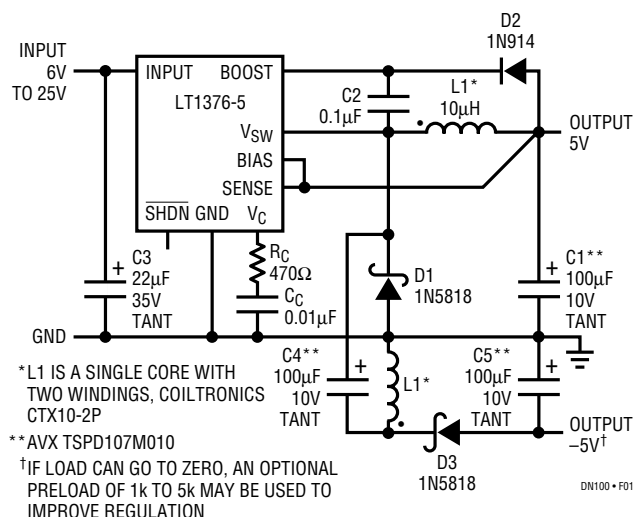 INPUT
6V
TO 25V
INPUT
BOOST
LT1376-5
VSW
BIAS
SENSE
SHDN GND VC
D2
1N914
C2
0.1µF
L1*
10µH
OUTPUT
5V
C3
22µF
35V
TANT
+
RC
470Ω
CC
0.01µF
D1
1N5818
+
C1**
100µF
10V
TANT
GND
C4**
100µF
10V
TANT
+
L1*
C5**
100µF
10V
TANT
+
D3
1N5818
OUTPUT
–5V†
*L1 IS A SINGLE CORE WITH
TWO WINDINGS, COILTRONICS
CTX10-2P
**AVX TSPD107M010
†IF LOAD CAN GO TO ZERO, AN OPTIONAL
PRELOAD OF 1k TO 5k MAY BE USED TO
IMPROVE REGULATION
DN100 • F01